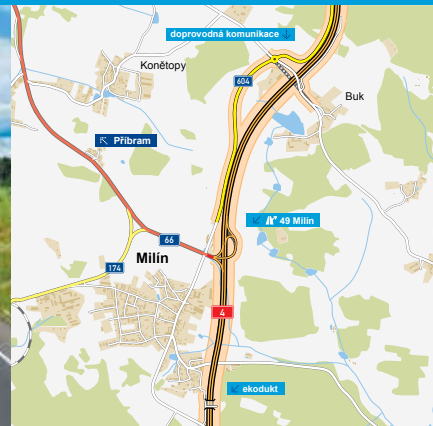 doprovodná komunikace
Konětopy
604
Buk
Příbram
49 Milín
66
Milín
174
4
ekodukt